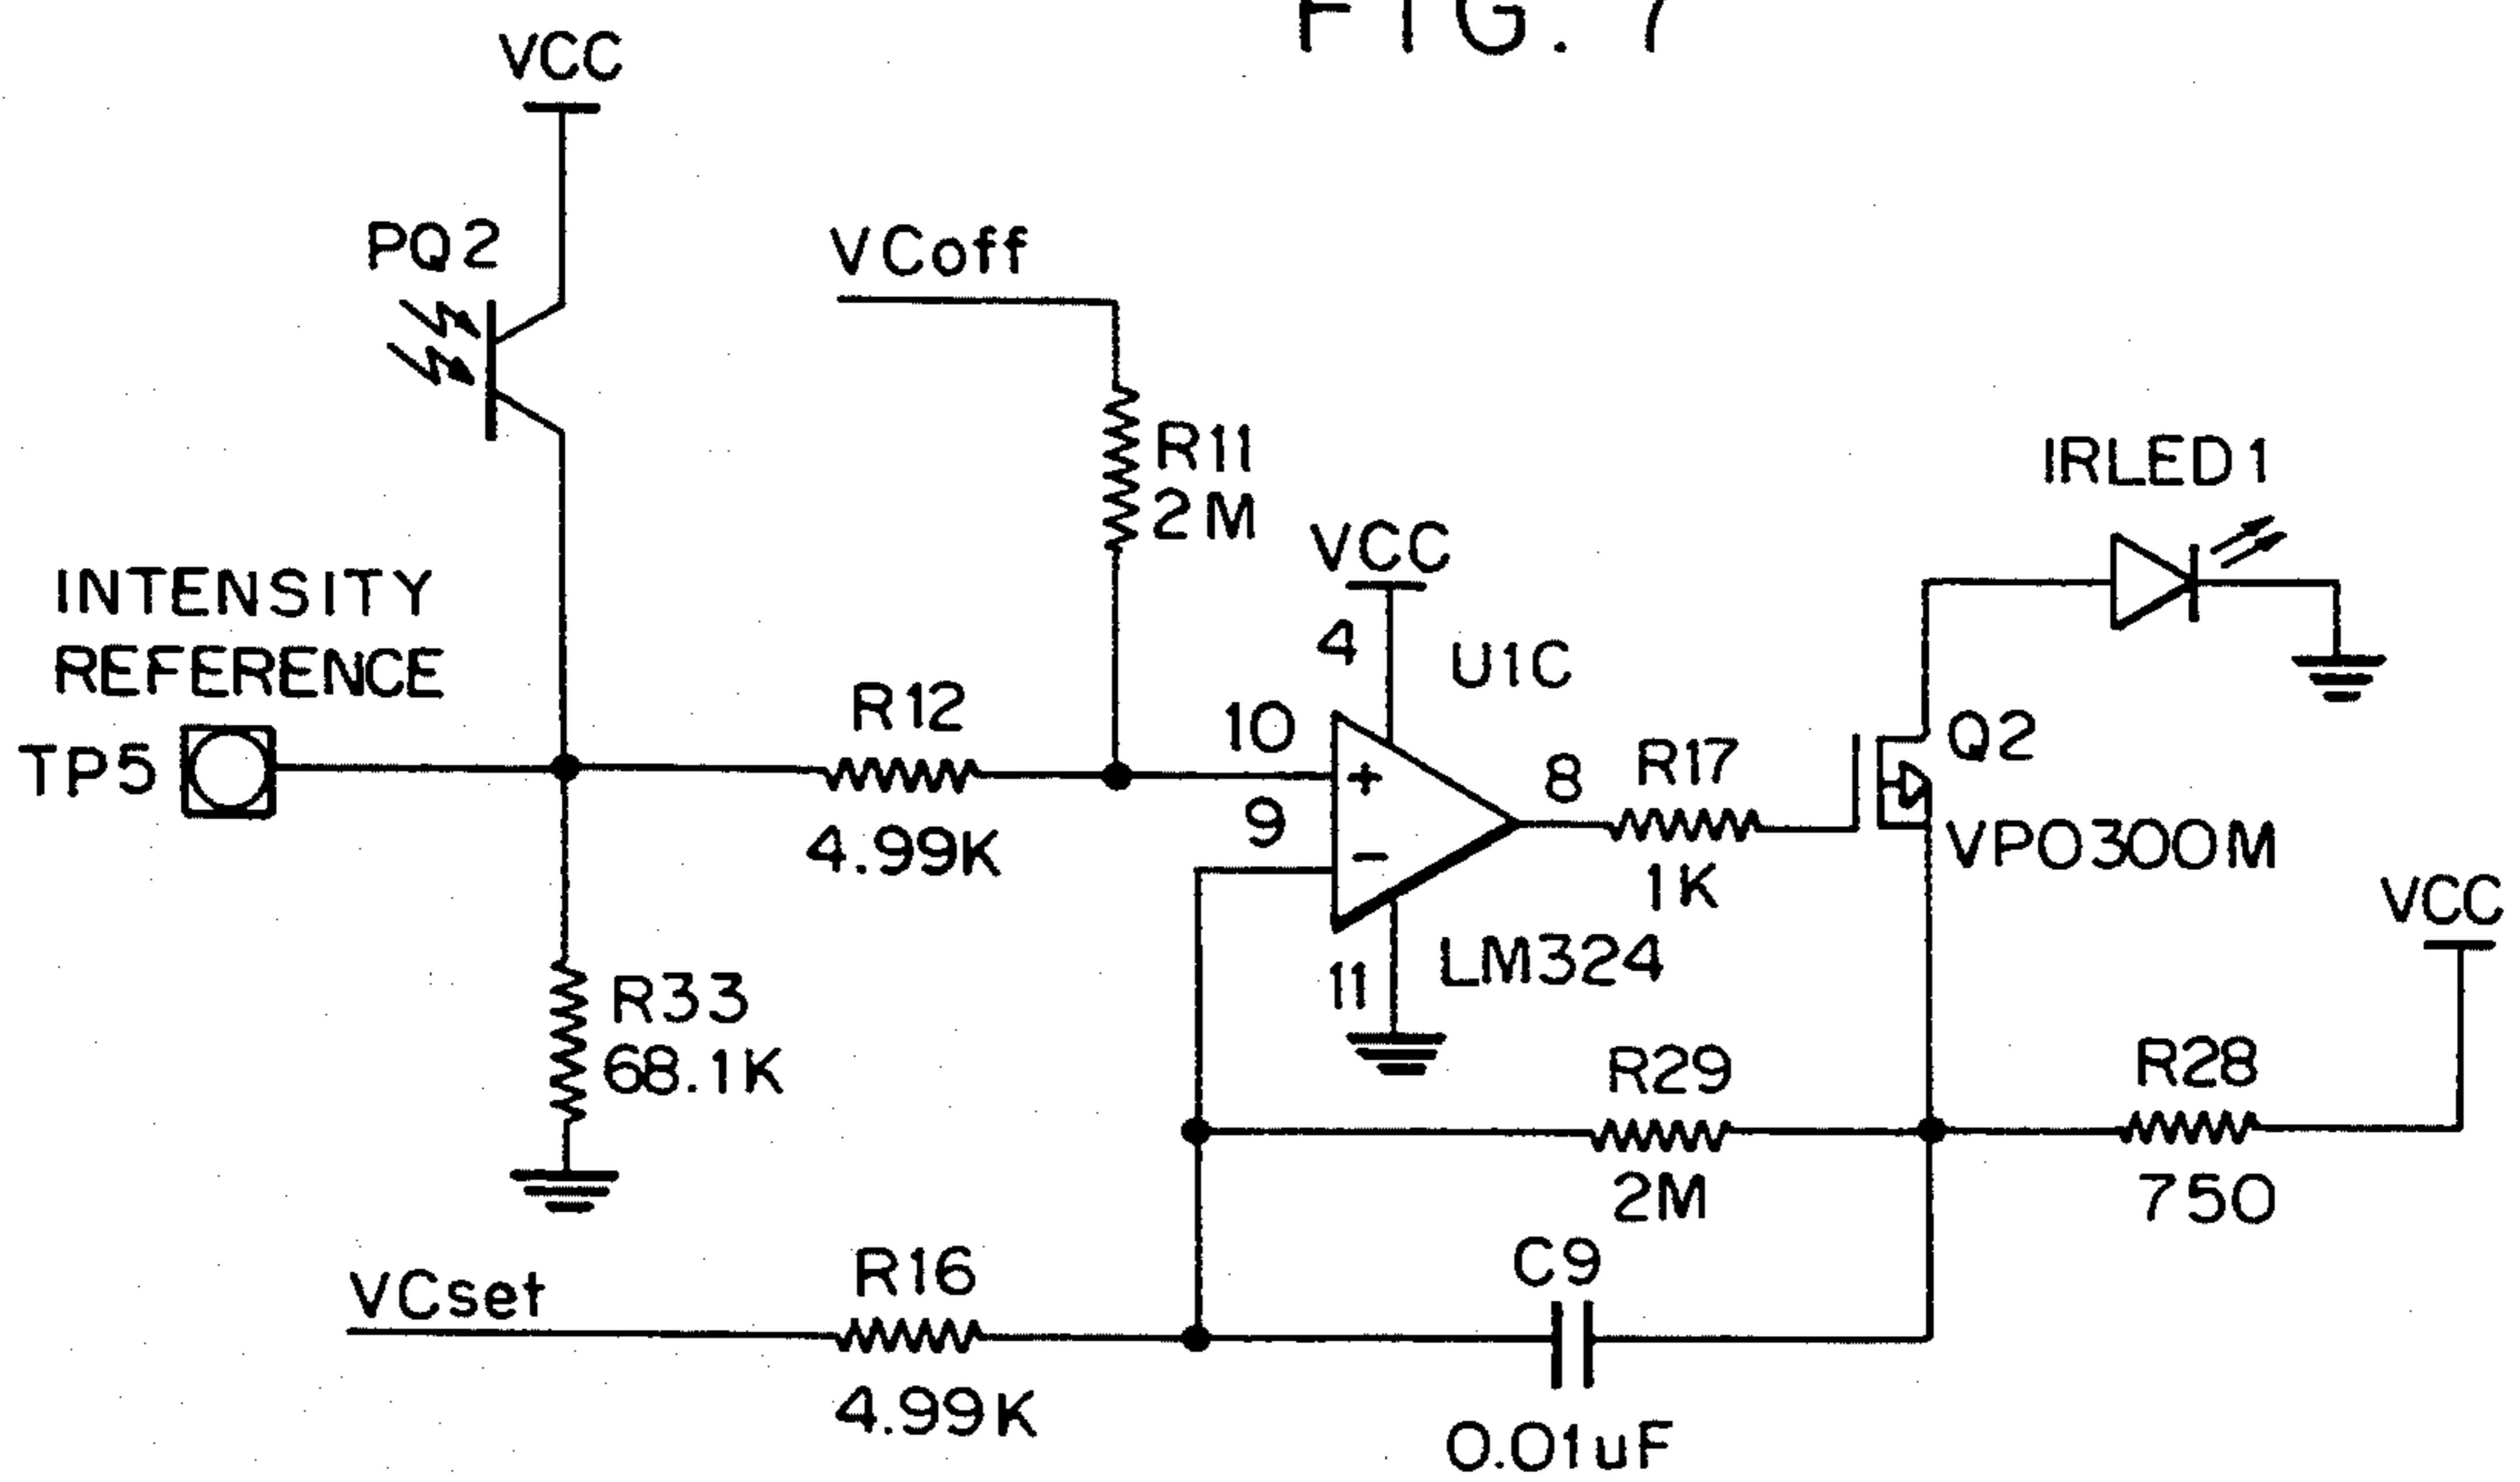 FIG. 7
VCC
PQ2
VCoff
R11
2M
IRLED1
VCC
4
U1C
INTENSITY
REFERENCE
TP5
R12
4.99K
10
+
9
-
8
R17
1K
Q2
VP0300M
VCC
LM324
11
R33
68.1K
R29
2M
R28
750
VCset
R16
4.99K
C9
0.01uF